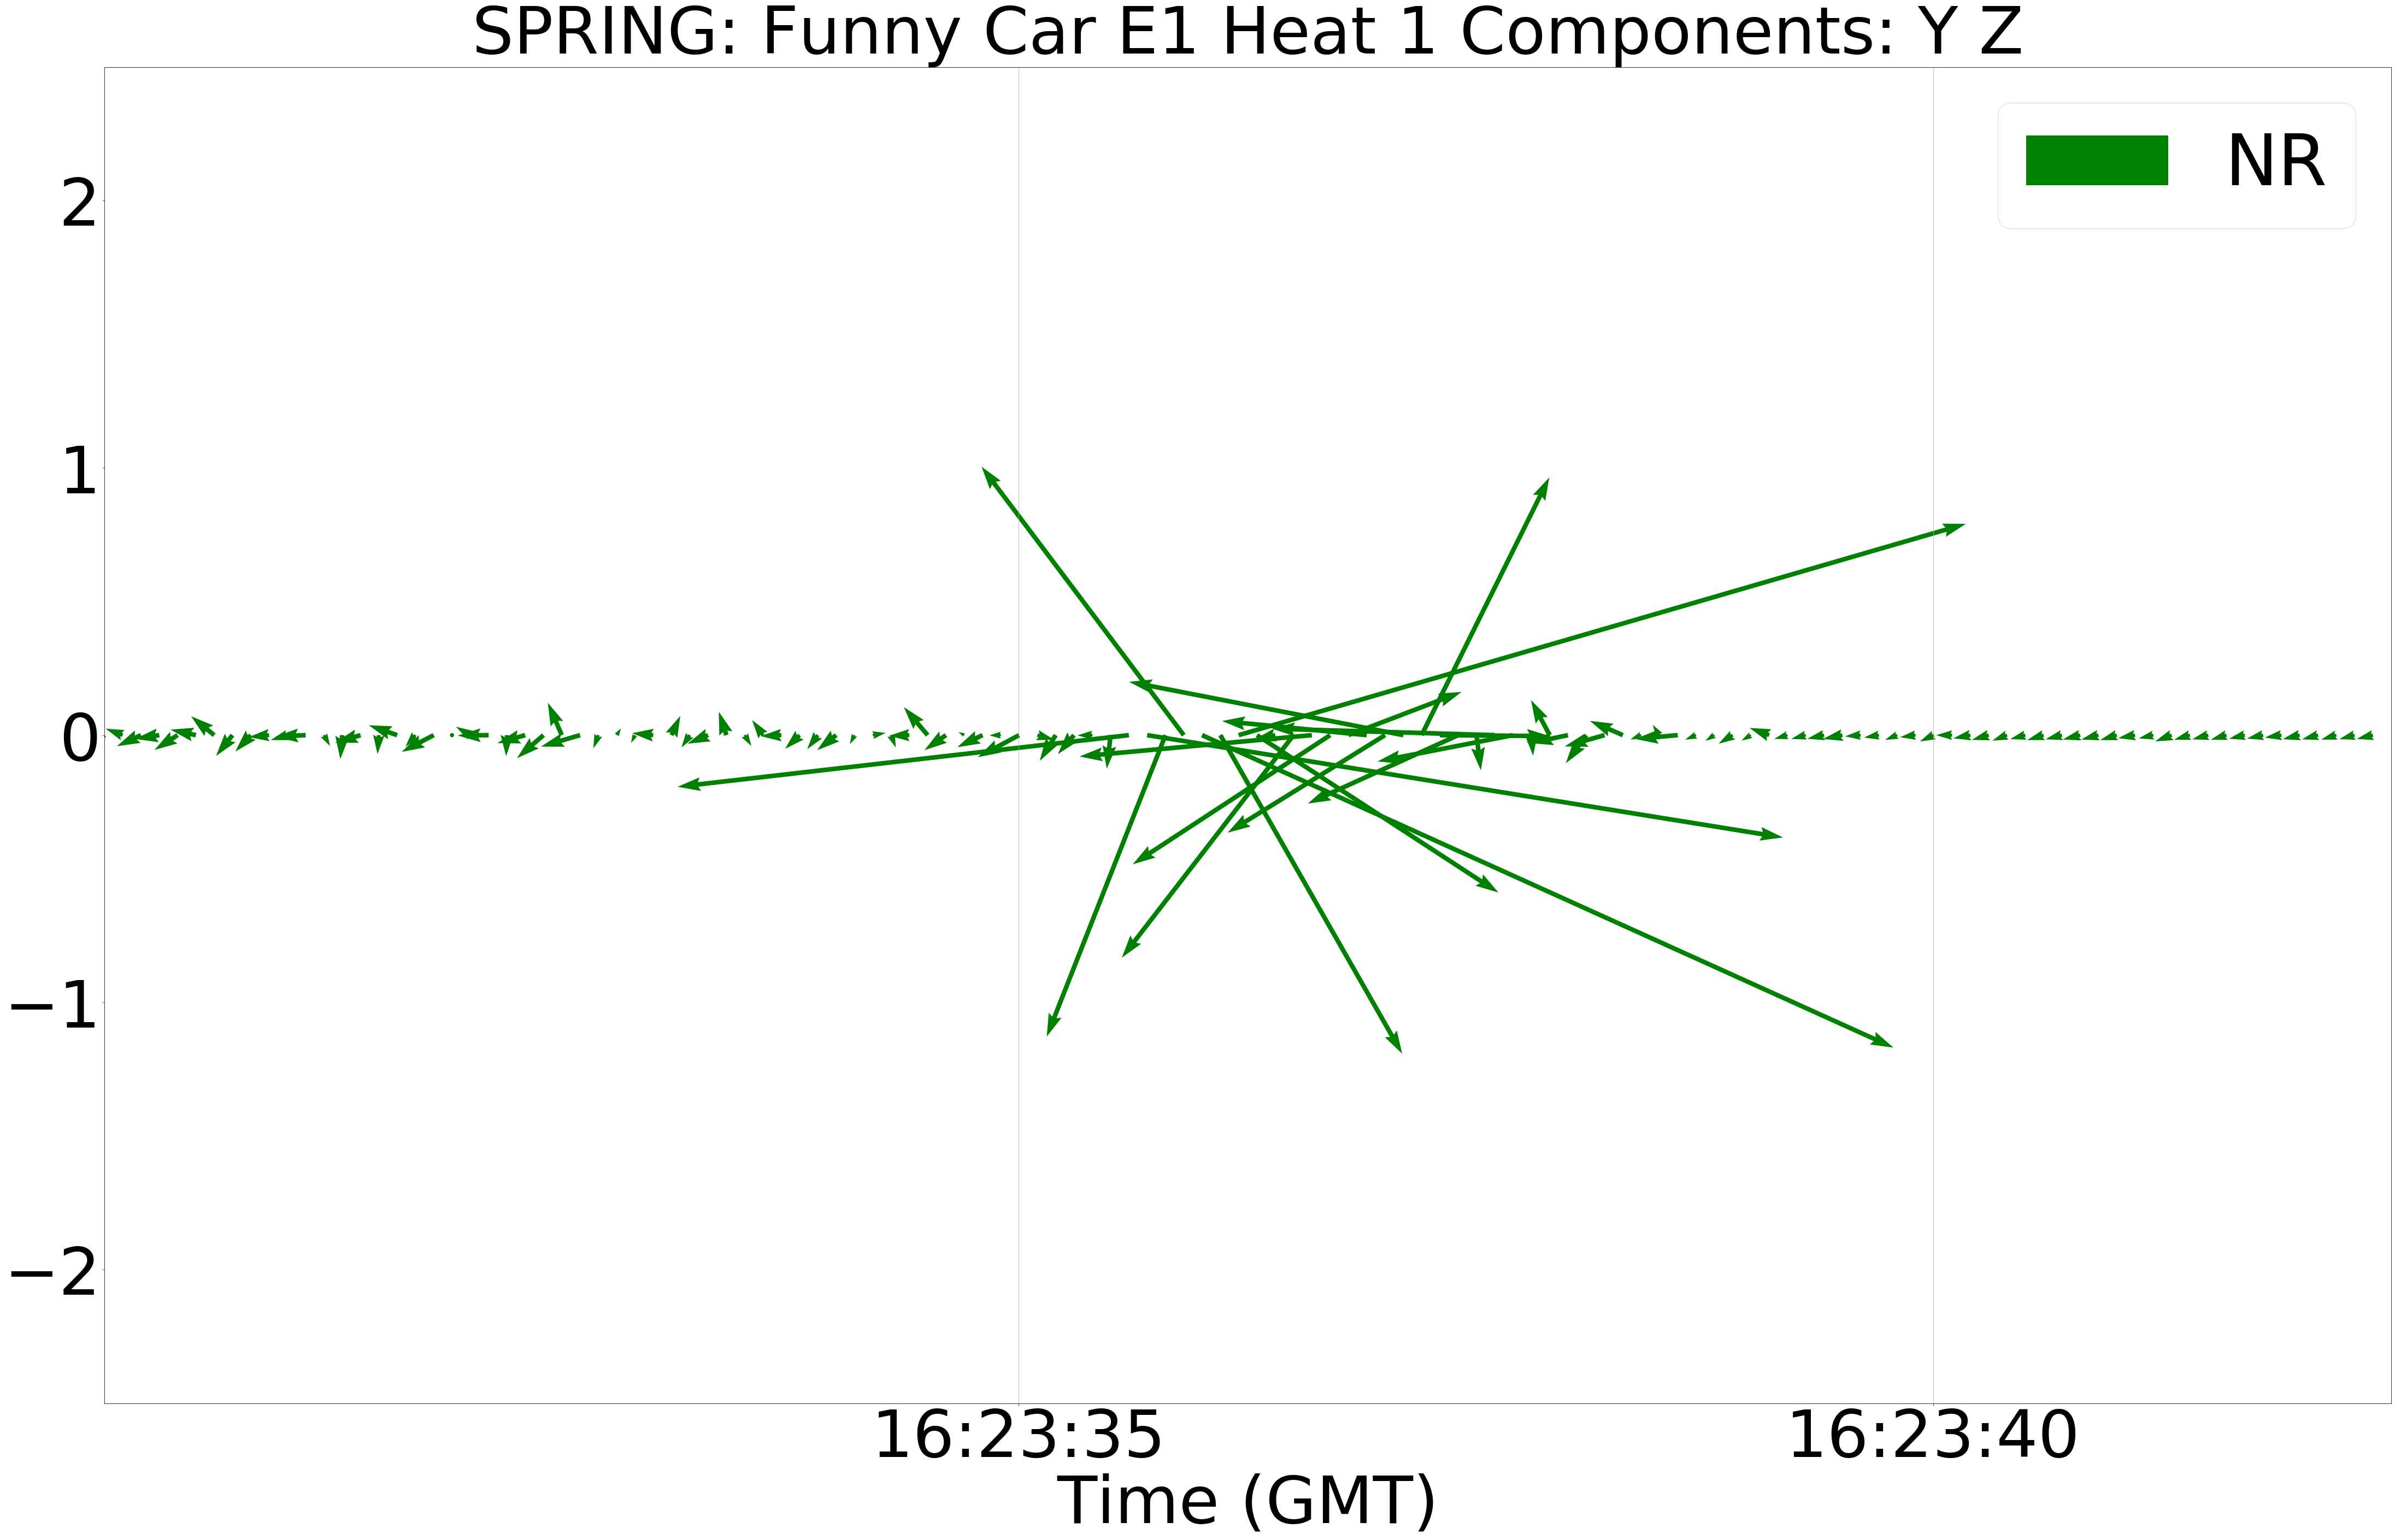 SPRING: Funny Car E1 Heat 1 Components: Y Z
NR
2
1
0
−1
−2
16:23:35 16:23:40
Time (GMT)